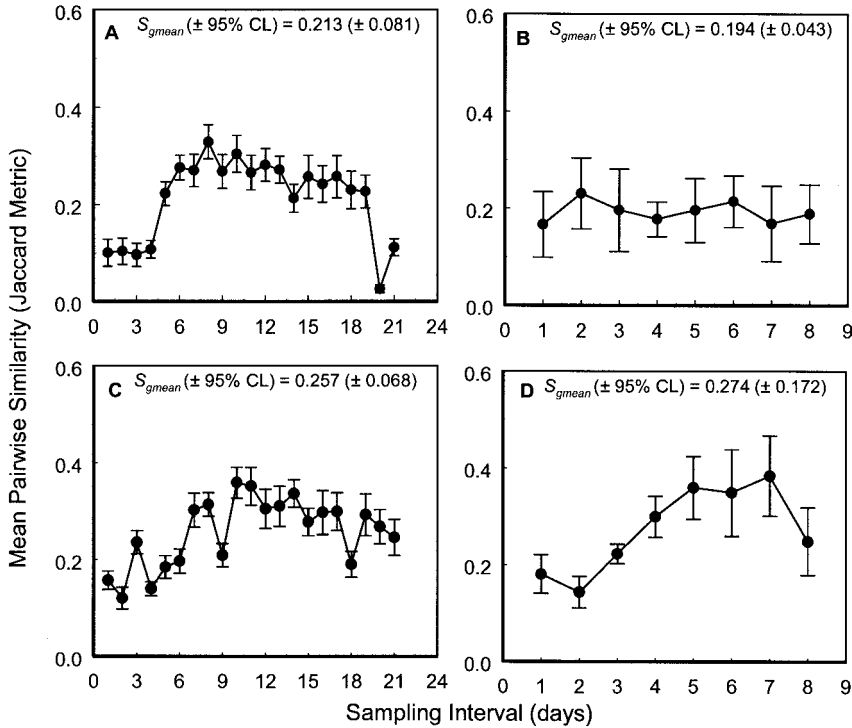 A S_gmean (± 95% CL) = 0.213 (± 0.081)
0.6
0.4
0.2
0.0
0 3 6 9 12 15 18 21 24
B S_gmean (± 95% CL) = 0.194 (± 0.043)
0.6
0.4
0.2
0.0
0 1 2 3 4 5 6 7 8 9
C S_gmean (± 95% CL) = 0.257 (± 0.068)
0.6
0.4
0.2
0.0
0 3 6 9 12 15 18 21 24
D S_gmean (± 95% CL) = 0.274 (± 0.172)
0.6
0.4
0.2
0.0
0 1 2 3 4 5 6 7 8 9
Mean Pairwise Similarity (Jaccard Metric)
Sampling Interval (days)